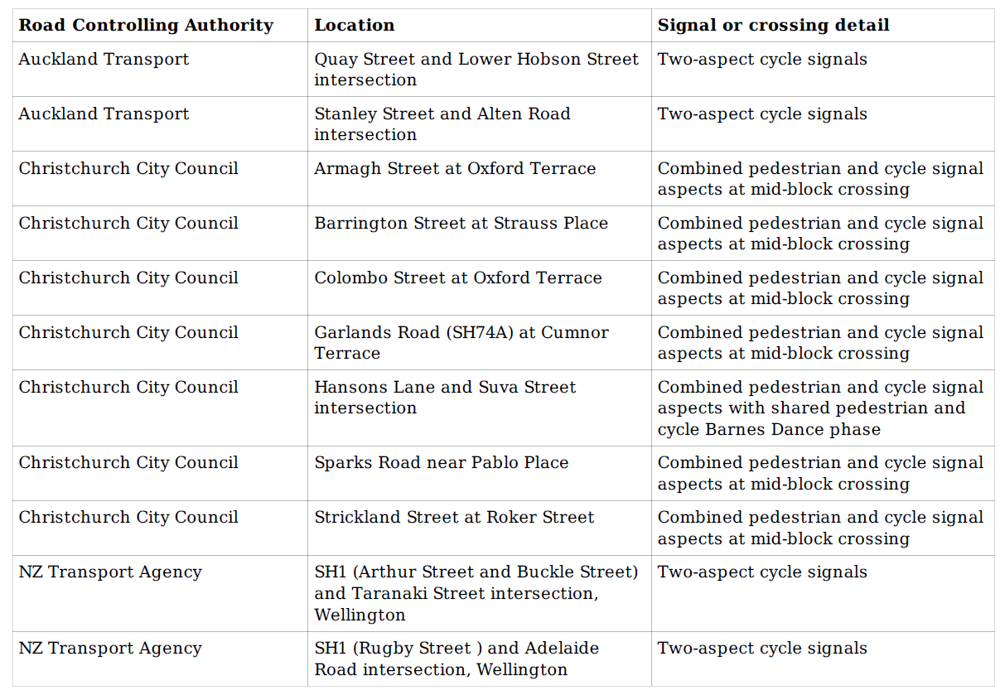 Road Controlling Authority Location Signal or crossing detail
Auckland Transport Quay Street and Lower Hobson Street Two-aspect cycle signals
intersection
Auckland Transport Stanley Street and Alten Road Two-aspect cycle signals
intersection
Christchurch City Council Armagh Street at Oxford Terrace Combined pedestrian and cycle signal
aspects at mid-block crossing
Christchurch City Council Barrington Street at Strauss Place Combined pedestrian and cycle signal
aspects at mid-block crossing
Christchurch City Council Colombo Street at Oxford Terrace Combined pedestrian and cycle signal
aspects at mid-block crossing
Christchurch City Council Garlands Road (SH74A) at Cumnor Combined pedestrian and cycle signal
Terrace aspects at mid-block crossing
Christchurch City Council Hansons Lane and Suva Street Combined pedestrian and cycle signal
intersection aspects with shared pedestrian and
cycle Barnes Dance phase
Christchurch City Council Sparks Road near Pablo Place Combined pedestrian and cycle signal
aspects at mid-block crossing
Christchurch City Council Strickland Street at Roker Street Combined pedestrian and cycle signal
aspects at mid-block crossing
NZ Transport Agency SH1 (Arthur Street and Buckle Street) Two-aspect cycle signals
and Taranaki Street intersection,
Wellington
NZ Transport Agency SH1 (Rugby Street ) and Adelaide Two-aspect cycle signals
Road intersection, Wellington